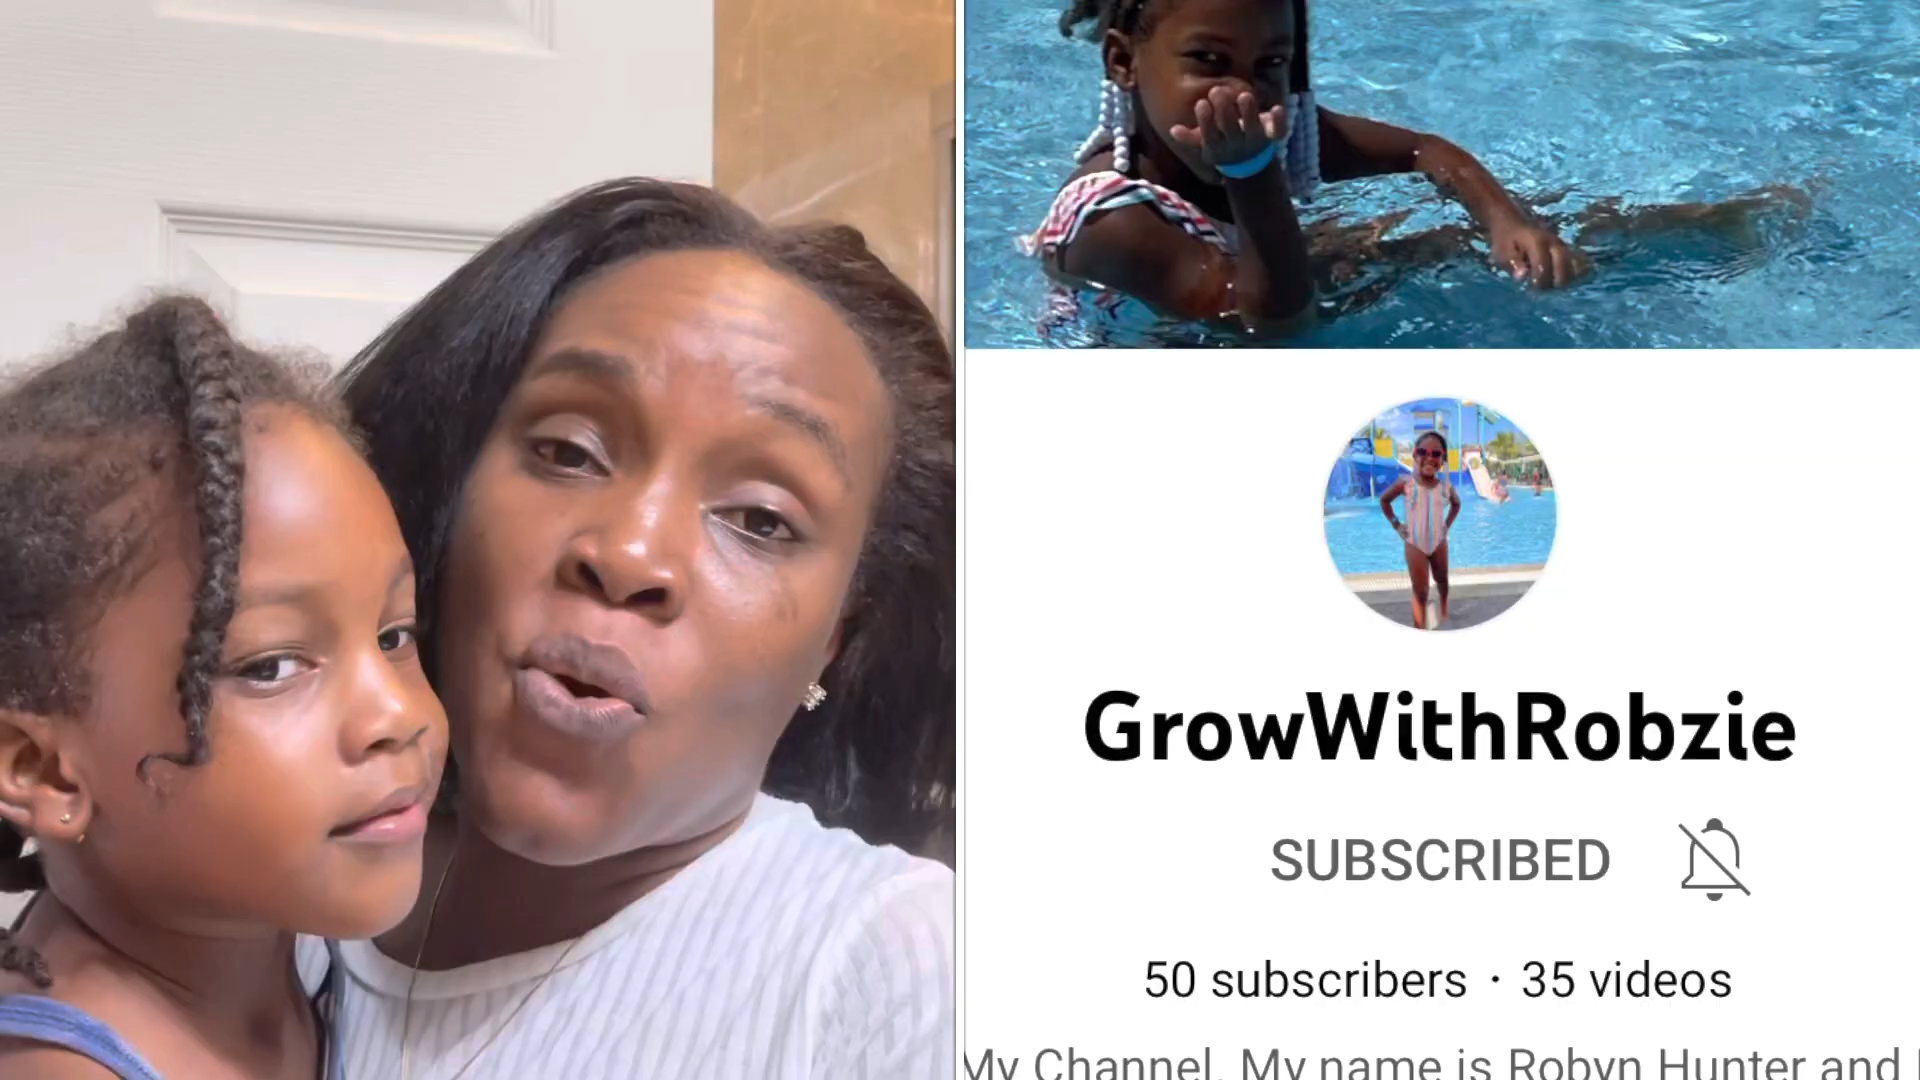 GrowWithRobzie
SUBSCRIBED
50 subscribers · 35 videos
My Channel. My name is Robyn Hunter and